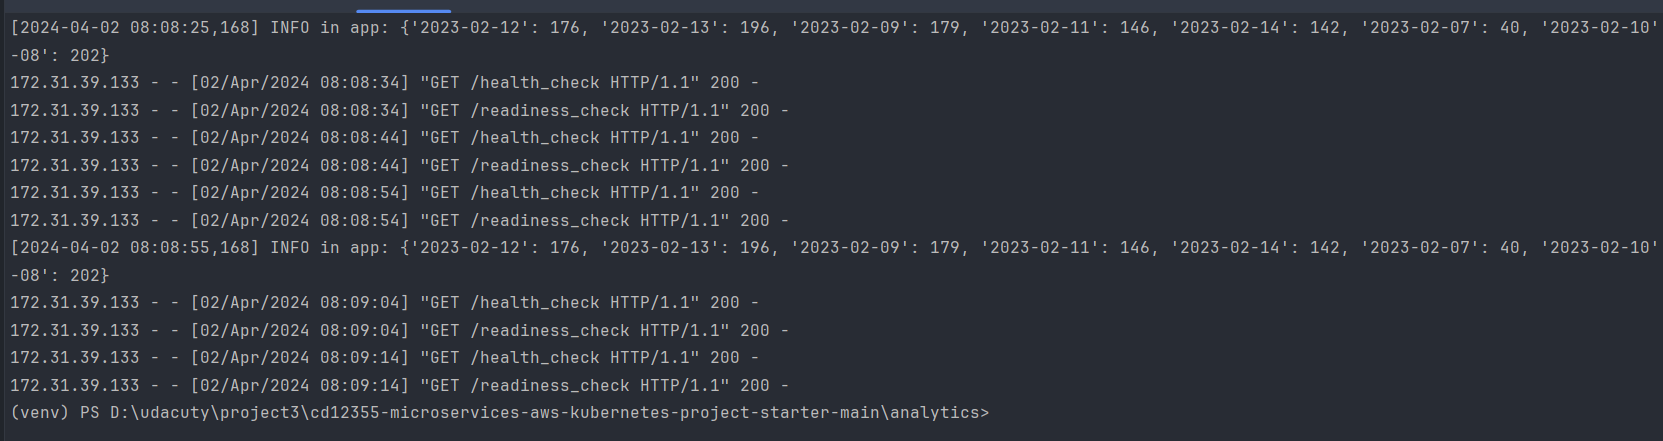 [2024-04-02 08:08:25,168] INFO in app: {'2023-02-12': 176, '2023-02-13': 196, '2023-02-09': 179, '2023-02-11': 146, '2023-02-14': 142, '2023-02-07': 40, '2023-02-10'
-08': 202}
172.31.39.133 - - [02/Apr/2024 08:08:34] "GET /health_check HTTP/1.1" 200 -
172.31.39.133 - - [02/Apr/2024 08:08:34] "GET /readiness_check HTTP/1.1" 200 -
172.31.39.133 - - [02/Apr/2024 08:08:44] "GET /health_check HTTP/1.1" 200 -
172.31.39.133 - - [02/Apr/2024 08:08:44] "GET /readiness_check HTTP/1.1" 200 -
172.31.39.133 - - [02/Apr/2024 08:08:54] "GET /health_check HTTP/1.1" 200 -
172.31.39.133 - - [02/Apr/2024 08:08:54] "GET /readiness_check HTTP/1.1" 200 -
[2024-04-02 08:08:55,168] INFO in app: {'2023-02-12': 176, '2023-02-13': 196, '2023-02-09': 179, '2023-02-11': 146, '2023-02-14': 142, '2023-02-07': 40, '2023-02-10'
-08': 202}
172.31.39.133 - - [02/Apr/2024 08:09:04] "GET /health_check HTTP/1.1" 200 -
172.31.39.133 - - [02/Apr/2024 08:09:04] "GET /readiness_check HTTP/1.1" 200 -
172.31.39.133 - - [02/Apr/2024 08:09:14] "GET /health_check HTTP/1.1" 200 -
172.31.39.133 - - [02/Apr/2024 08:09:14] "GET /readiness_check HTTP/1.1" 200 -
(venv) PS D:\udacuty\project3\cd12355-microservices-aws-kubernetes-project-starter-main\analytics>